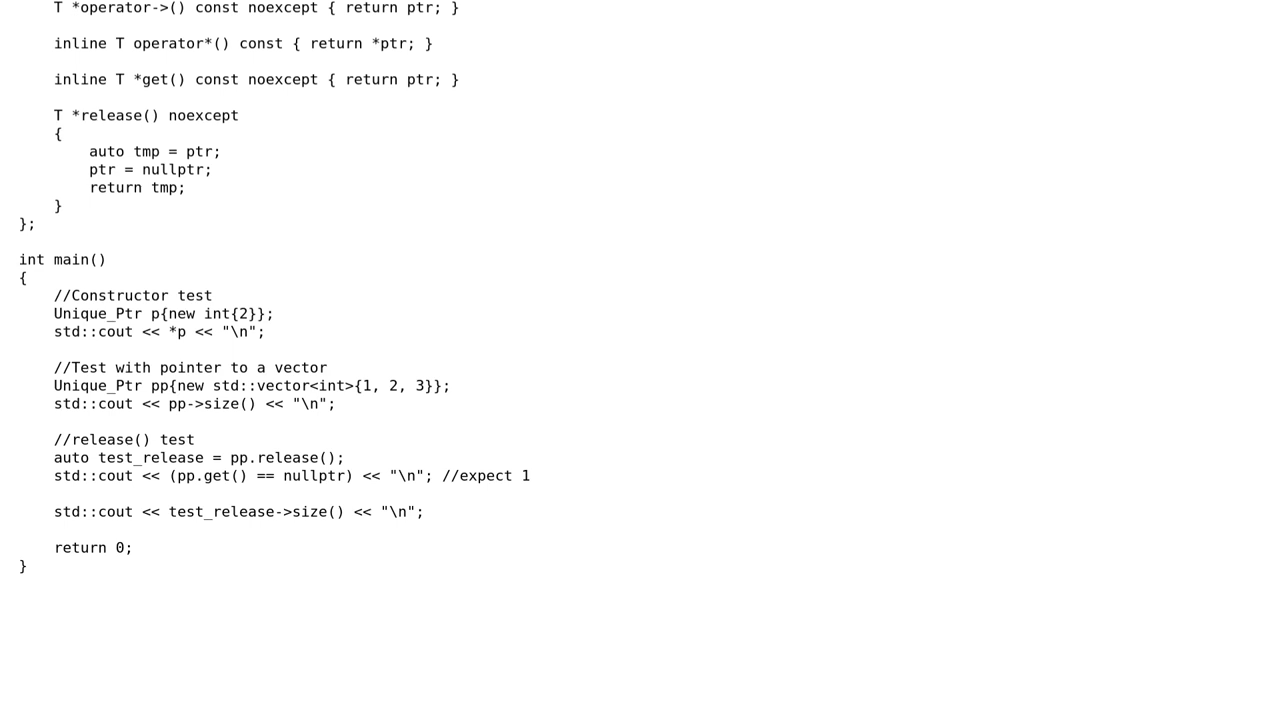 T *operator->() const noexcept { return ptr; }

    inline T operator*() const { return *ptr; }

    inline T *get() const noexcept { return ptr; }

    T *release() noexcept
    {
        auto tmp = ptr;
        ptr = nullptr;
        return tmp;
    }
};

int main()
{
    //Constructor test
    Unique_Ptr p{new int{2}};
    std::cout << *p << "\n";

    //Test with pointer to a vector
    Unique_Ptr pp{new std::vector<int>{1, 2, 3}};
    std::cout << pp->size() << "\n";

    //release() test
    auto test_release = pp.release();
    std::cout << (pp.get() == nullptr) << "\n"; //expect 1

    std::cout << test_release->size() << "\n";

    return 0;
}